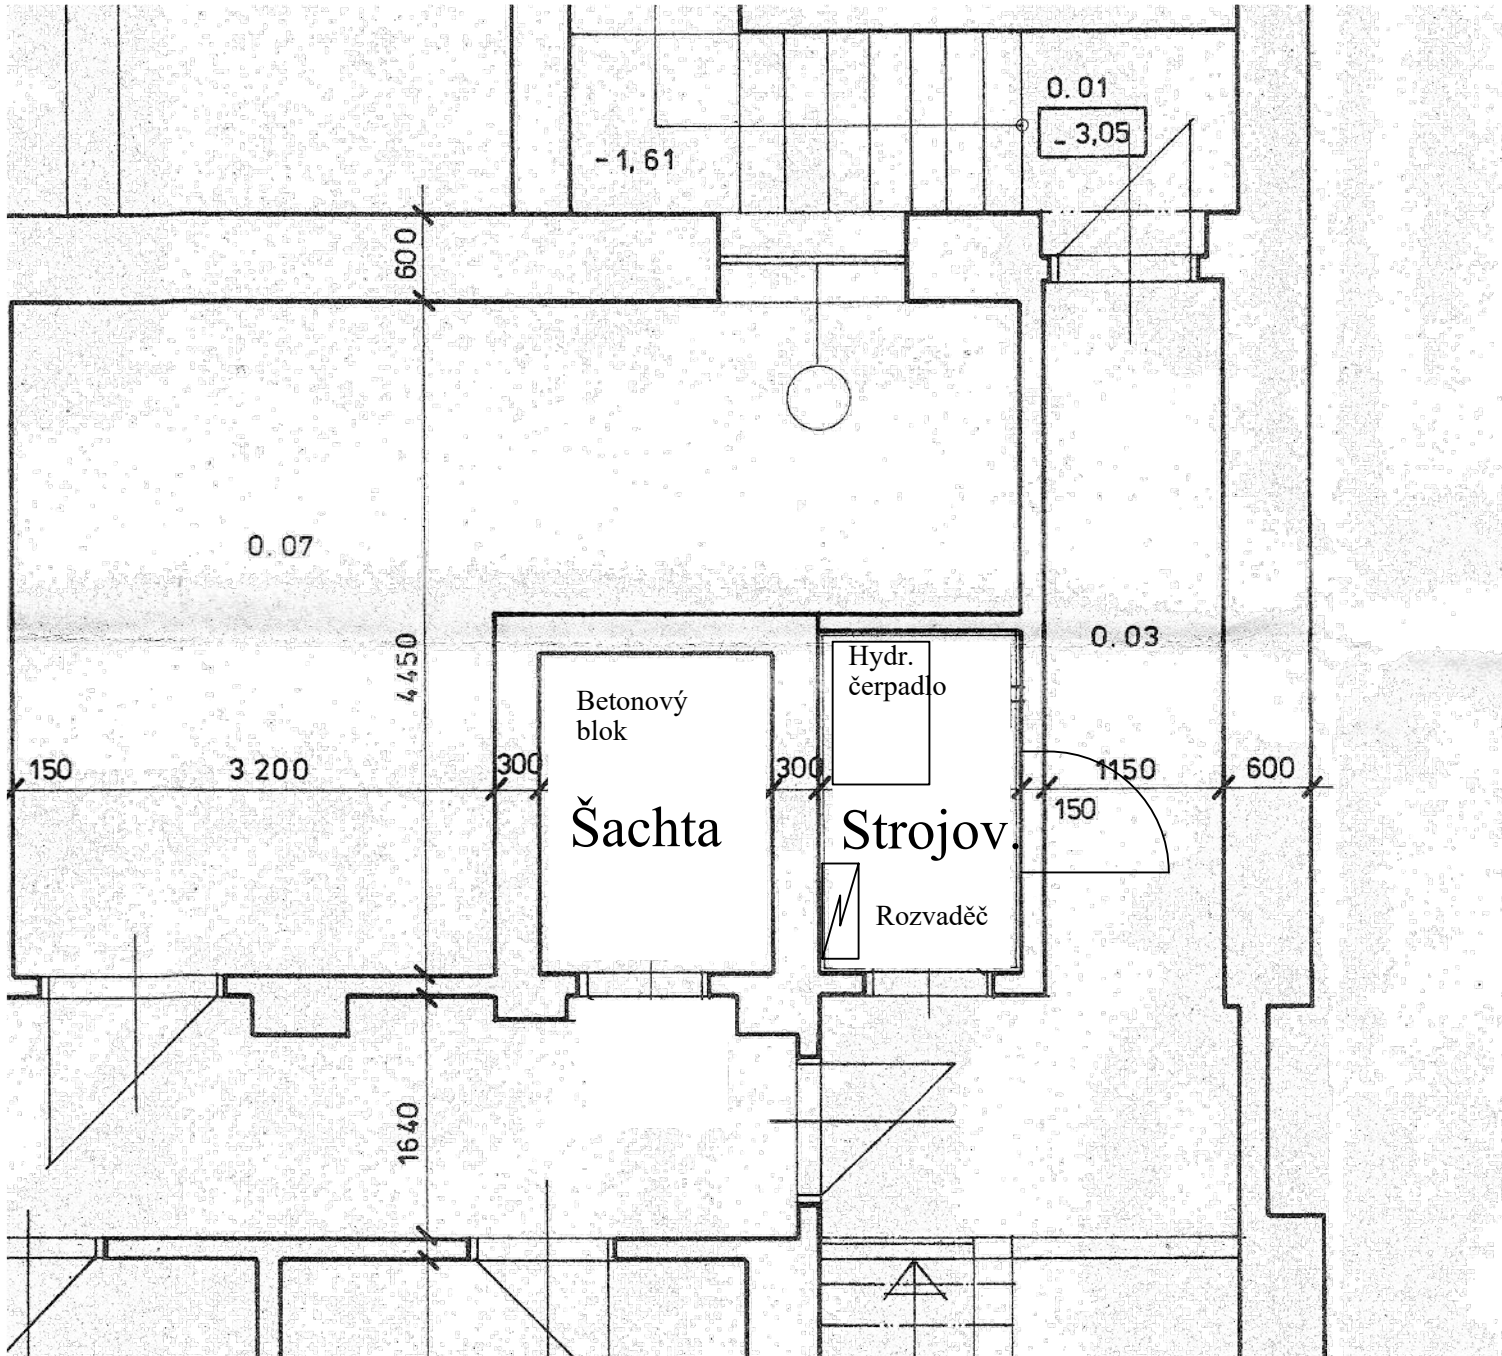 0.01
- 3,05
-1,61
600
0.07
0.03
4450
Hydr.
čerpadlo
Betonový
blok
150
3 200
300
300
1150
600
150
Šachta
Strojov.
Rozvaděč
1640